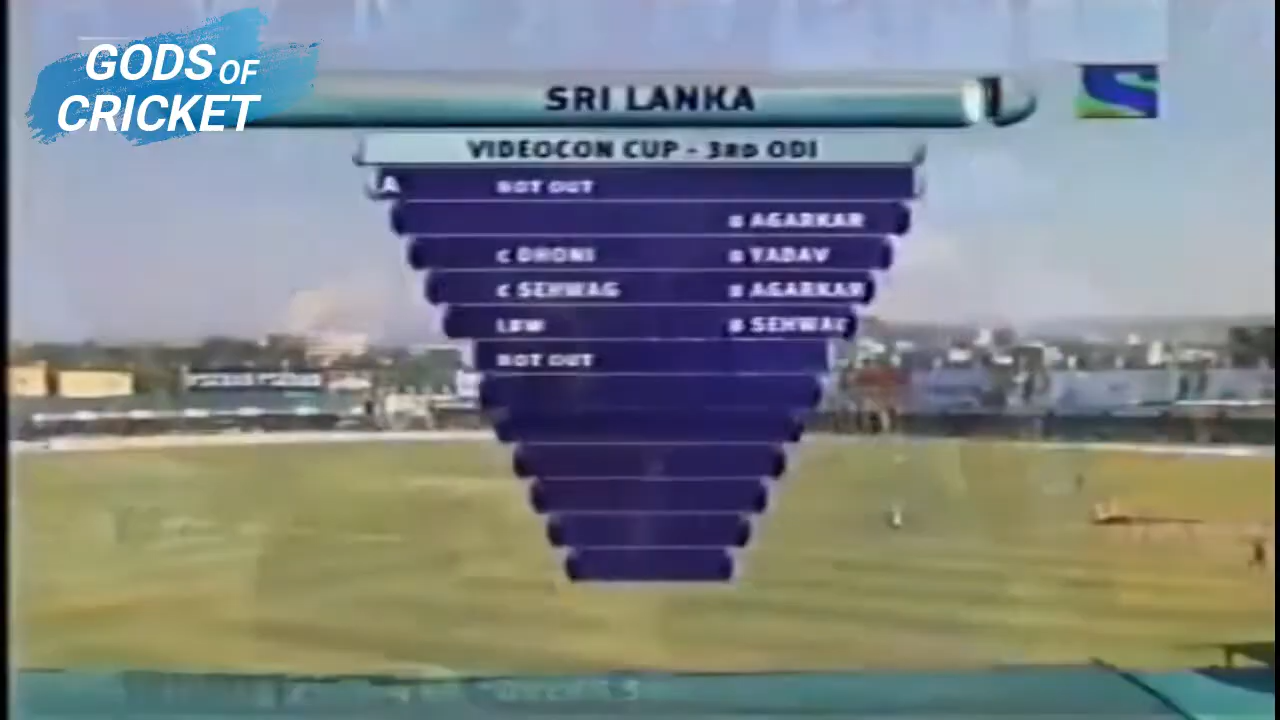 GODS OF
CRICKET
SRI LANKA
VIDEOCON CUP - 3RD ODI
A NOT OUT
B AGARKAR
C DHONI B YADAV
C SEHWAG B AGARKAR
LBW B SEHWAG
NOT OUT